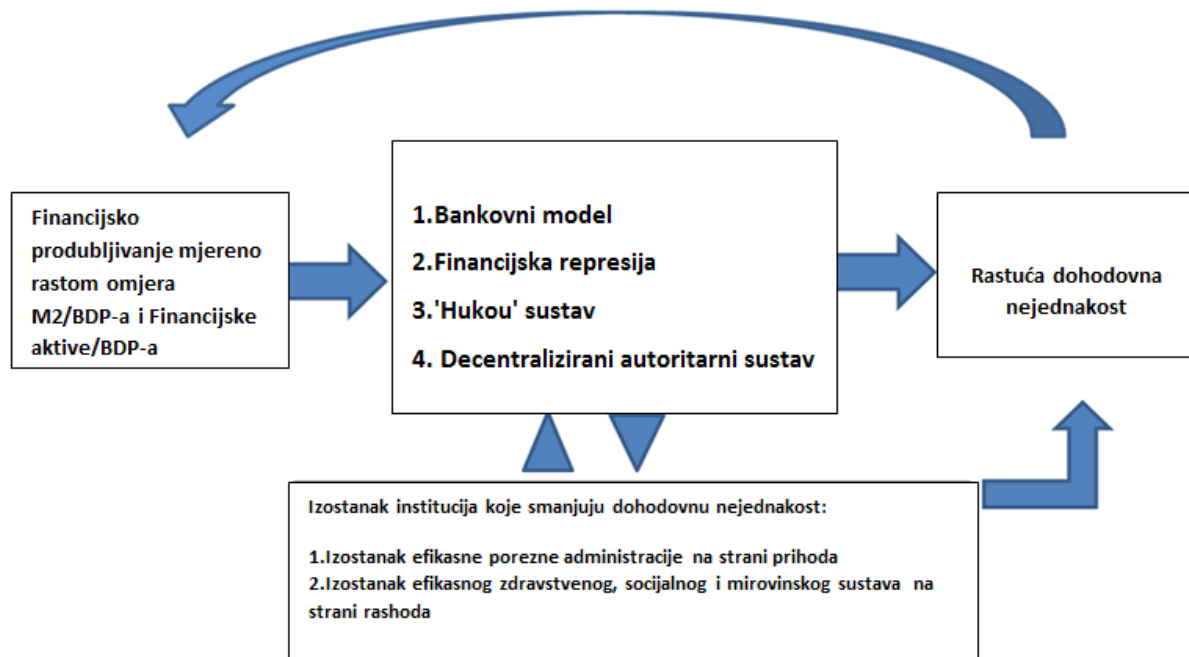 Financijsko
produbljivanje mjereno
rastom omjera
M2/BDP-a i Financijske
aktive/BDP-a
1.Bankovni model
2.Financijska represija
3.'Hukou' sustav
4. Decentralizirani autoritarni sustav
Rastuća dohodovna
nejednakost
Izostanak institucija koje smanjuju dohodovnu nejednakost:
1.Izostanak efikasne porezne administracije na strani prihoda
2.Izostanak efikasnog zdravstvenog, socijalnog i mirovinskog sustava na
strani rashoda